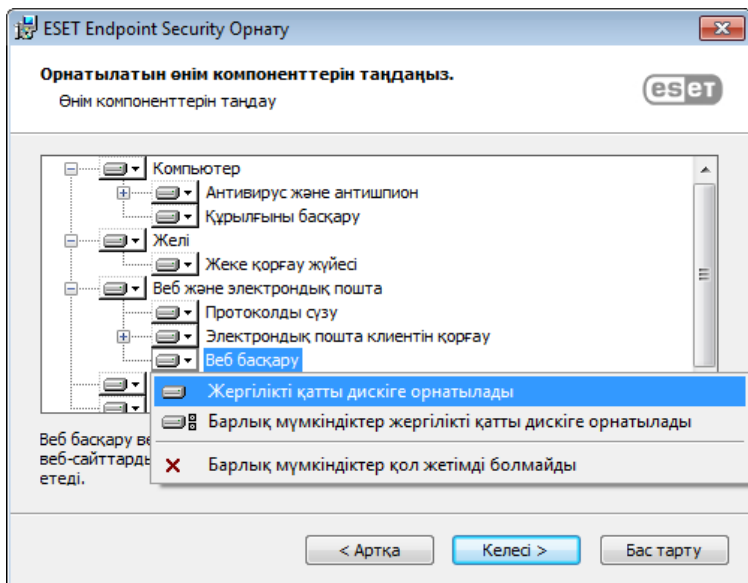 ESET Endpoint Security Орнату
Орнатылатын өнім компоненттерін таңдаңыз.
Өнім компоненттерін таңдау
eset
Компьютер
Антивирус және антишпион
Құрылғыны басқару
Желі
Жеке қорғау жүйесі
Веб және электрондық пошта
Протоколды сүзу
Электрондық пошта клиентін қорғау
Веб басқару
Жергілікті қатты дискіге орнатылады
Барлық мүмкіндіктер жергілікті қатты дискіге орнатылады
Барлық мүмкіндіктер қол жетімді болмайды
Веб басқару
веб-сайттарды
етеді.
< Артқа
Келесі >
Бас тарту